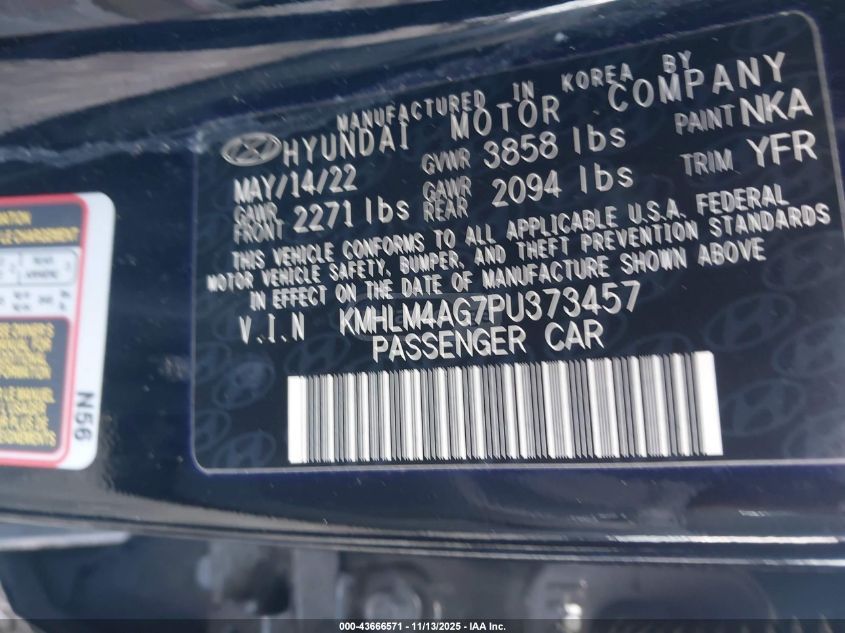 MANUFACTURED IN KOREA BY
HYUNDAI MOTOR COMPANY
MAY/14/22 GVWR 3858 lbs PAINT NKA
GAWR FRONT 2271 lbs GAWR REAR 2094 lbs TRIM YFR
THIS VEHICLE CONFORMS TO ALL APPLICABLE U.S.A. FEDERAL
MOTOR VEHICLE SAFETY, BUMPER, AND THEFT PREVENTION STANDARDS
IN EFFECT ON THE DATE OF MANUFACTURE SHOWN ABOVE
V.I.N KMHLM4AG7PU373457
PASSENGER CAR
N56
000-43666571 - 11/13/2025 - IAA Inc.